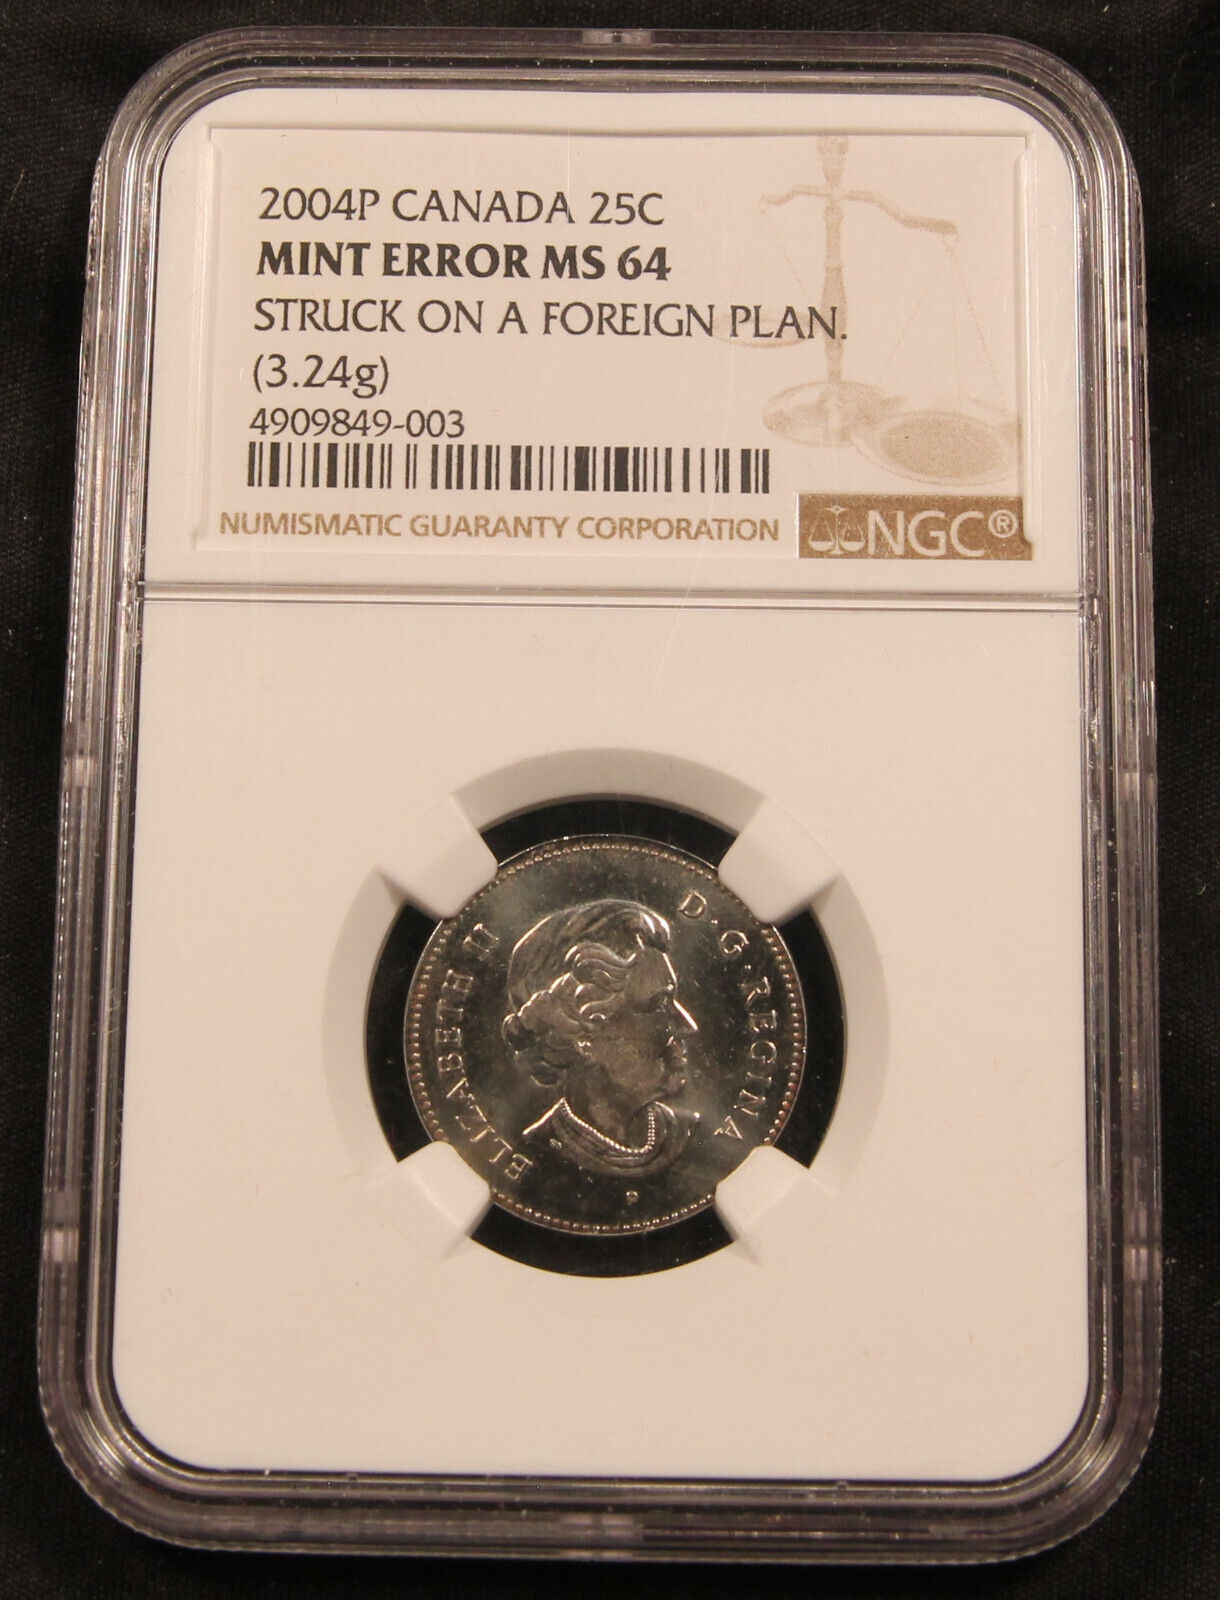 2004P CANADA 25C
MINT ERROR MS 64
STRUCK ON A FOREIGN PLAN.
(3.24g)
4909849-003
NUMISMATIC GUARANTY CORPORATION
NGC®
ELIZABETH II
D·G·REGINA
P